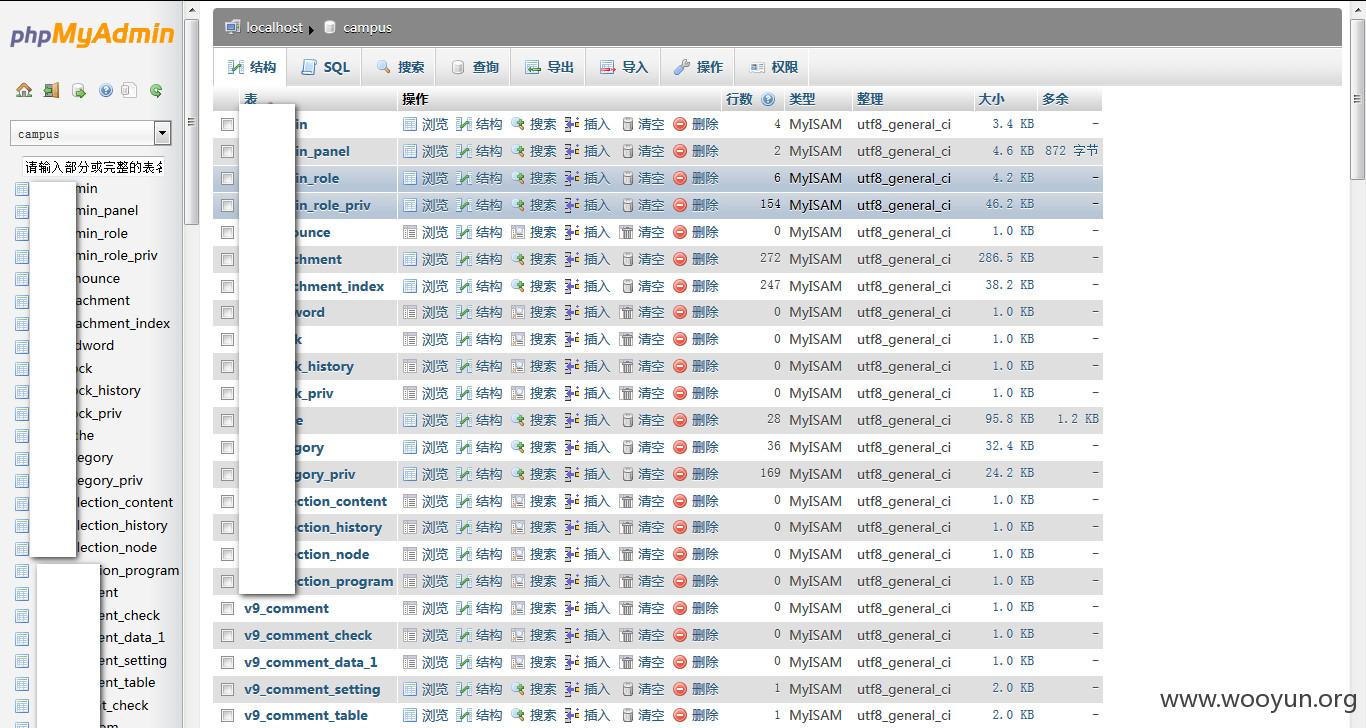 phpMyAdmin
campus
请输入部分或完整的表名
min
min_panel
min_role
min_role_priv
nounce
achment
achment_index
dword
ock
ock_history
ock_priv
che
egory
egory_priv
lection_content
lection_history
lection_node
on_program
ent
ent_check
ent_data_1
ent_setting
ent_table
t_check
localhost campus
结构 SQL 搜索 查询 导出 导入 操作 权限
表 操作 行数 类型 整理 大小 多余
in 浏览 结构 搜索 插入 清空 删除 4 MyISAM utf8_general_ci 3.4 KB -
in_panel 浏览 结构 搜索 插入 清空 删除 2 MyISAM utf8_general_ci 4.6 KB 872 字节
in_role 浏览 结构 搜索 插入 清空 删除 6 MyISAM utf8_general_ci 4.2 KB -
in_role_priv 浏览 结构 搜索 插入 清空 删除 154 MyISAM utf8_general_ci 46.2 KB -
ounce 浏览 结构 搜索 插入 清空 删除 0 MyISAM utf8_general_ci 1.0 KB -
chment 浏览 结构 搜索 插入 清空 删除 272 MyISAM utf8_general_ci 286.5 KB -
chment_index 浏览 结构 搜索 插入 清空 删除 247 MyISAM utf8_general_ci 38.2 KB -
word 浏览 结构 搜索 插入 清空 删除 0 MyISAM utf8_general_ci 1.0 KB -
k 浏览 结构 搜索 插入 清空 删除 0 MyISAM utf8_general_ci 1.0 KB -
k_history 浏览 结构 搜索 插入 清空 删除 0 MyISAM utf8_general_ci 1.0 KB -
k_priv 浏览 结构 搜索 插入 清空 删除 0 MyISAM utf8_general_ci 1.0 KB -
e 浏览 结构 搜索 插入 清空 删除 28 MyISAM utf8_general_ci 95.8 KB 1.2 KB
gory 浏览 结构 搜索 插入 清空 删除 36 MyISAM utf8_general_ci 32.4 KB -
gory_priv 浏览 结构 搜索 插入 清空 删除 169 MyISAM utf8_general_ci 24.2 KB -
ection_content 浏览 结构 搜索 插入 清空 删除 0 MyISAM utf8_general_ci 1.0 KB -
ection_history 浏览 结构 搜索 插入 清空 删除 0 MyISAM utf8_general_ci 1.0 KB -
ection_node 浏览 结构 搜索 插入 清空 删除 0 MyISAM utf8_general_ci 1.0 KB -
ection_program 浏览 结构 搜索 插入 清空 删除 0 MyISAM utf8_general_ci 1.0 KB -
v9_comment 浏览 结构 搜索 插入 清空 删除 0 MyISAM utf8_general_ci 1.0 KB -
v9_comment_check 浏览 结构 搜索 插入 清空 删除 0 MyISAM utf8_general_ci 1.0 KB -
v9_comment_data_1 浏览 结构 搜索 插入 清空 删除 0 MyISAM utf8_general_ci 1.0 KB -
v9_comment_setting 浏览 结构 搜索 插入 清空 删除 1 MyISAM utf8_general_ci 2.0 KB -
v9_comment_table 浏览 结构 搜索 插入 清空 删除 1 MyISAM utf8_general_ci 2.0 KB -
www.wooyun.org